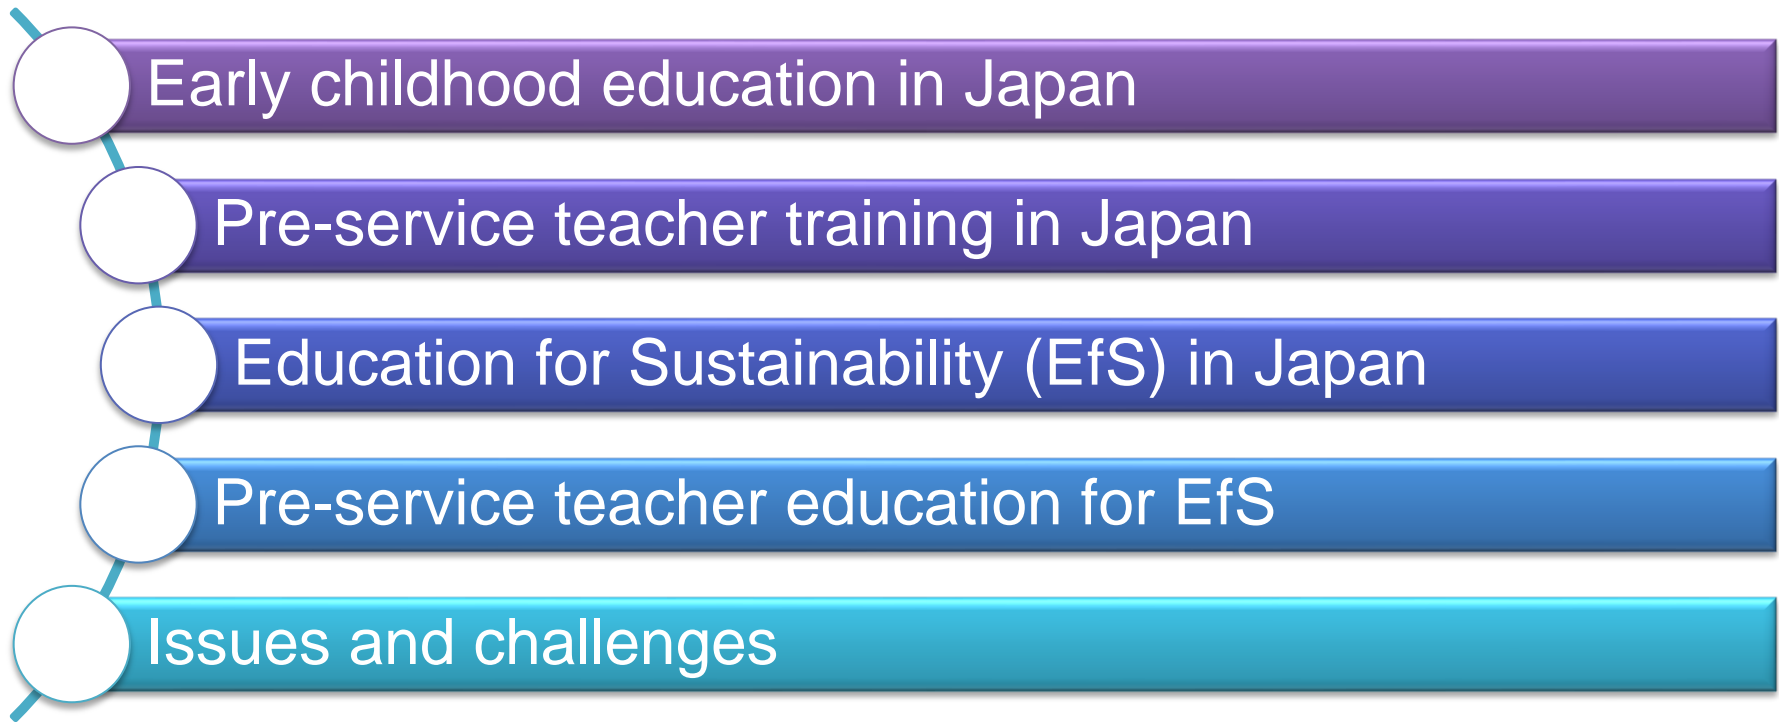 Early childhood education in Japan
Pre-service teacher training in Japan
Education for Sustainability (EfS) in Japan
Pre-service teacher education for EfS
Issues and challenges